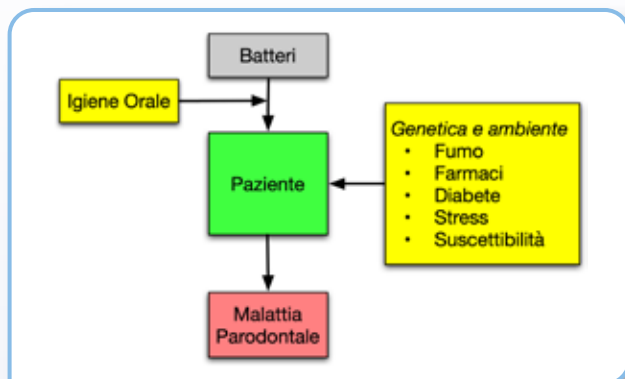 Batteri
Igiene Orale
Genetica e ambiente
• Fumo
• Farmaci
• Diabete
• Stress
• Suscettibilità
Paziente
Malattia
Parodontale